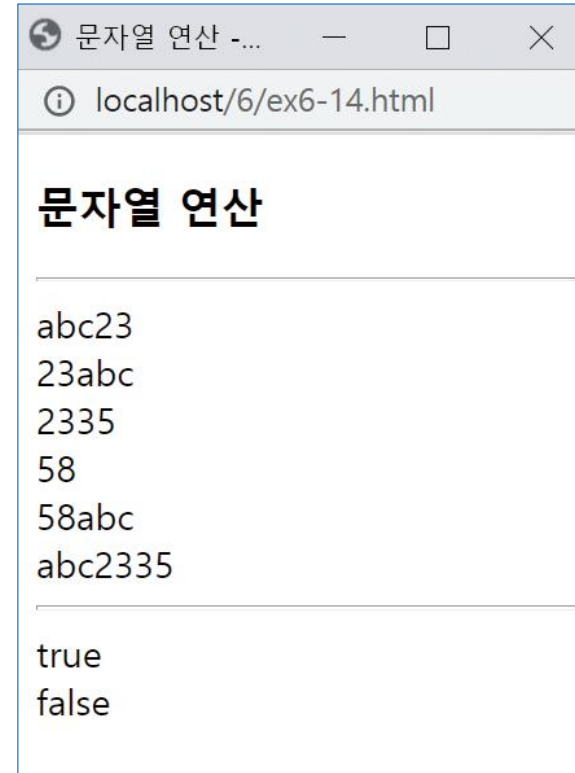 문자열 연산 -...
localhost/6/ex6-14.html
문자열 연산
abc23
23abc
2335
58
58abc
abc2335
true
false